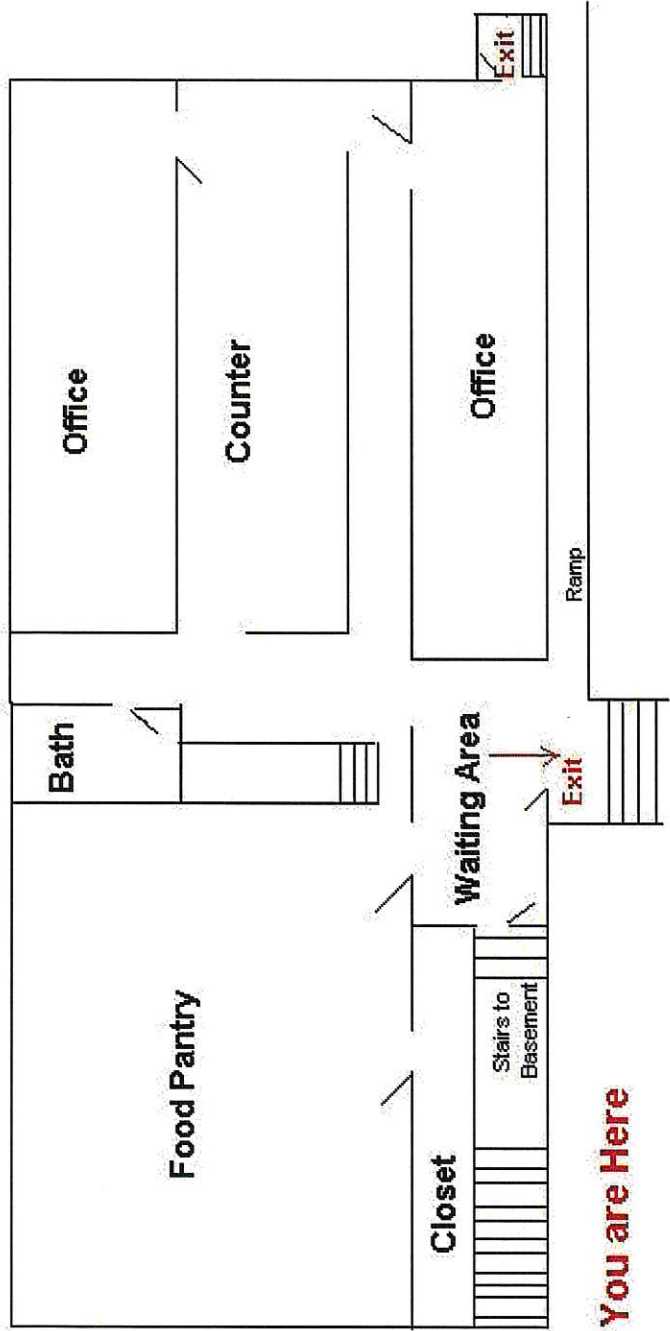 Office
Exit
Counter
Office
Bath
Ramp
Waiting Area
Exit
Food Pantry
Stairs to
Basement
Closet
You are Here